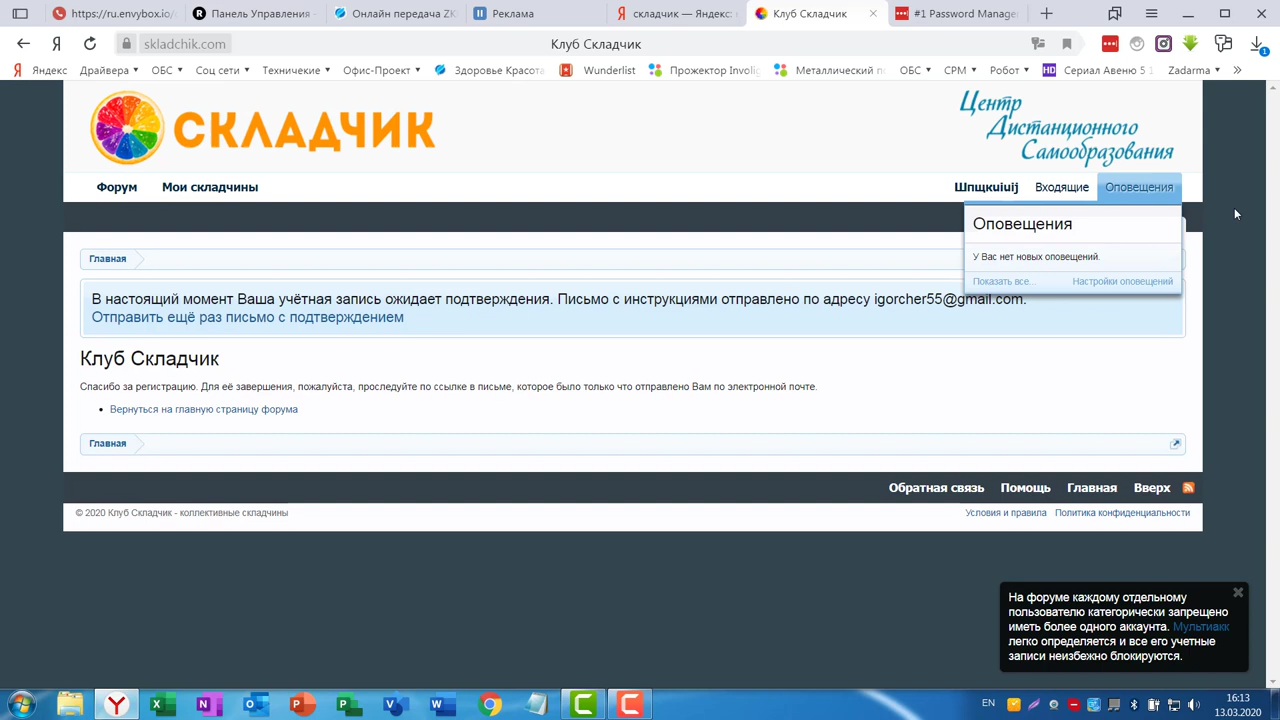 https://ru.envybox.io/
Панель Управления -
Онлайн передача ZK
Реклама
складчик — Яндекс:
Клуб Складчик
#1 Password Manage
skladchik.com
Клуб Складчик
1
Яндекс
Драйвера
ОБС
Соц сети
Техничекие
Офис-Проект
Здоровье Красота
Wunderlist
Прожектор Involig
Металлический п
ОБС
СРМ
Робот
HD
Сериал Авеню 5 1
Zadarma
СКЛАДЧИК
Центр
Дистанционного
Самообразования
Форум
Мои складчины
Шпщкuiuij
Входящие
Оповещения
Оповещения
У Вас нет новых оповещений.
Показать все...
Настройки оповещений
Главная
В настоящий момент Ваша учётная запись ожидает подтверждения. Письмо с инструкциями отправлено по адресу igorcher55@gmail.com.
Отправить ещё раз письмо с подтверждением
Клуб Складчик
Спасибо за регистрацию. Для её завершения, пожалуйста, проследуйте по ссылке в письме, которое было только что отправлено Вам по электронной почте.
Вернуться на главную страницу форума
Главная
Обратная связь
Помощь
Главная
Вверх
© 2020 Клуб Складчик - коллективные складчины
Условия и правила
Политика конфиденциальности
На форуме каждому отдельному
пользователю категорически запрещено
иметь более одного аккаунта. Мультиакк
легко определяется и все его учетные
записи неизбежно блокируются.
EN
16:13
13.03.2020